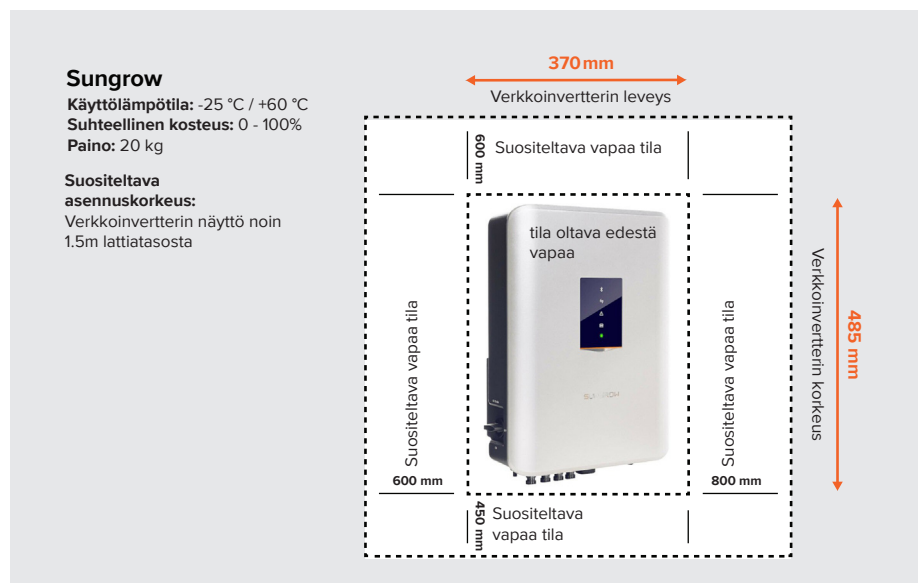 Sungrow
Käyttölämpötila: -25 °C / +60 °C
Suhteellinen kosteus: 0 - 100%
Paino: 20 kg
Suositeltava
asennuskorkeus:
Verkkoinvertterin näyttö noin
1.5m lattiatasosta
370 mm
Verkkoinvertterin leveys
600 mm
Suositeltava vapaa tila
tila oltava edestä
vapaa
Suositeltava vapaa tila
600 mm
Suositeltava vapaa tila
800 mm
Verkkoinvertterin korkeus
485 mm
450 mm
Suositeltava
vapaa tila